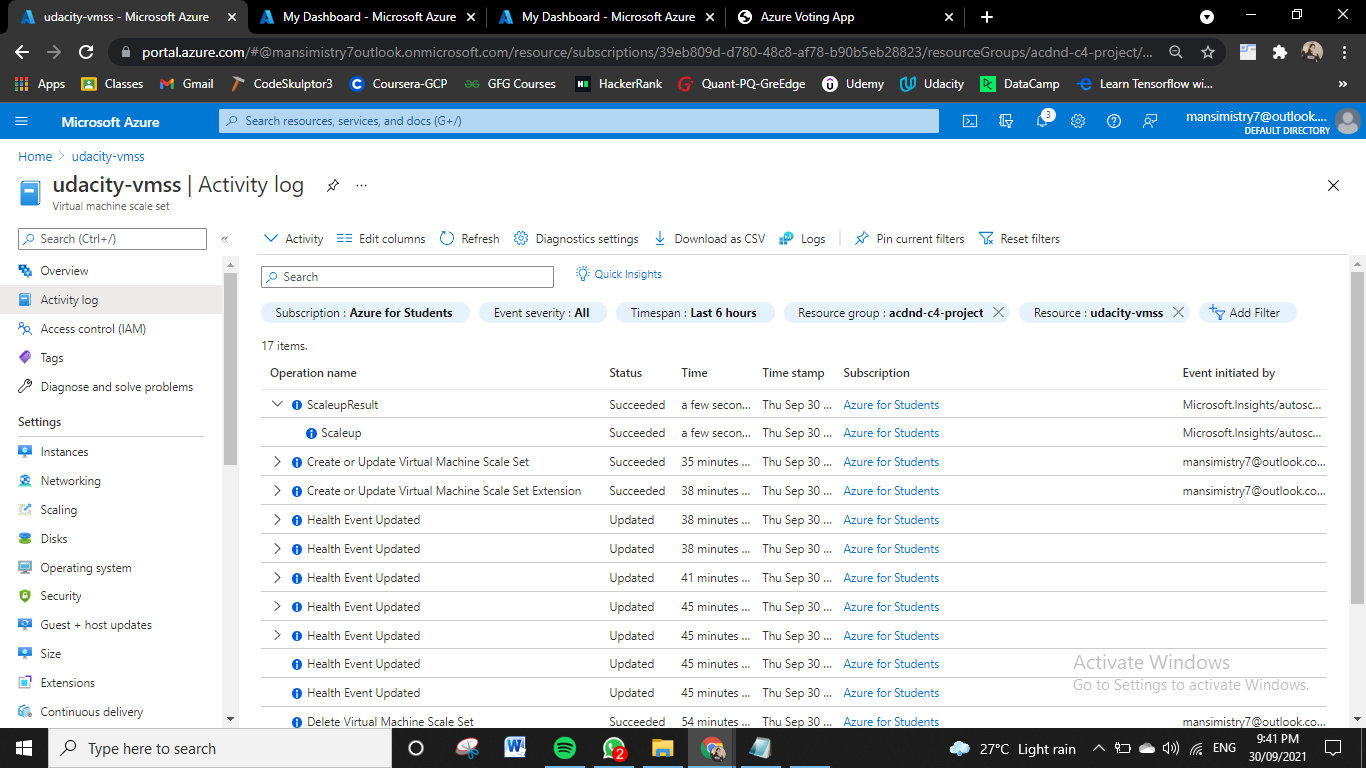 udacity-vmss - Microsoft Azure
My Dashboard - Microsoft Azure
My Dashboard - Microsoft Azure
Azure Voting App
portal.azure.com/#@mansimistry7outlook.onmicrosoft.com/resource/subscriptions/39eb809d-d780-48c8-af78-b90b5eb28823/resourceGroups/acdnd-c4-project/...
Apps Classes Gmail CodeSkulptor3 Coursera-GCP GFG Courses HackerRank Quant-PQ-GreEdge Udemy Udacity DataCamp Learn Tensorflow wi... »
Microsoft Azure
Search resources, services, and docs (G+/)
3
mansimistry7@outlook....
DEFAULT DIRECTORY
Home > udacity-vmss
udacity-vmss | Activity log ...
Virtual machine scale set
Search (Ctrl+/) «
Overview
Activity log
Access control (IAM)
Tags
Diagnose and solve problems
Settings
Instances
Networking
Scaling
Disks
Operating system
Security
Guest + host updates
Size
Extensions
Continuous delivery
Activity Edit columns Refresh Diagnostics settings Download as CSV Logs Pin current filters Reset filters
Search Quick Insights
Subscription : Azure for Students Event severity : All Timespan : Last 6 hours Resource group : acdnd-c4-project Resource : udacity-vmss Add Filter
17 items.
Operation name Status Time Time stamp Subscription Event initiated by
ScaleupResult Succeeded a few secon... Thu Sep 30 ... Azure for Students Microsoft.Insights/autosc...
Scaleup Succeeded a few secon... Thu Sep 30 ... Azure for Students Microsoft.Insights/autosc...
Create or Update Virtual Machine Scale Set Succeeded 35 minutes ... Thu Sep 30 ... Azure for Students mansimistry7@outlook.co...
Create or Update Virtual Machine Scale Set Extension Succeeded 38 minutes ... Thu Sep 30 ... Azure for Students mansimistry7@outlook.co...
Health Event Updated Updated 38 minutes ... Thu Sep 30 ... Azure for Students
Health Event Updated Updated 38 minutes ... Thu Sep 30 ... Azure for Students
Health Event Updated Updated 41 minutes ... Thu Sep 30 ... Azure for Students
Health Event Updated Updated 45 minutes ... Thu Sep 30 ... Azure for Students
Health Event Updated Updated 45 minutes ... Thu Sep 30 ... Azure for Students
Health Event Updated Updated 45 minutes ... Thu Sep 30 ... Azure for Students
Health Event Updated Updated 45 minutes ... Thu Sep 30 ... Azure for Students
Delete Virtual Machine Scale Set Succeeded 54 minutes ... Thu Sep 30 ... Azure for Students mansimistry7@outlook.co...
Activate Windows
Go to Settings to activate Windows.
Type here to search
2
27°C Light rain
ENG
9:41 PM
30/09/2021